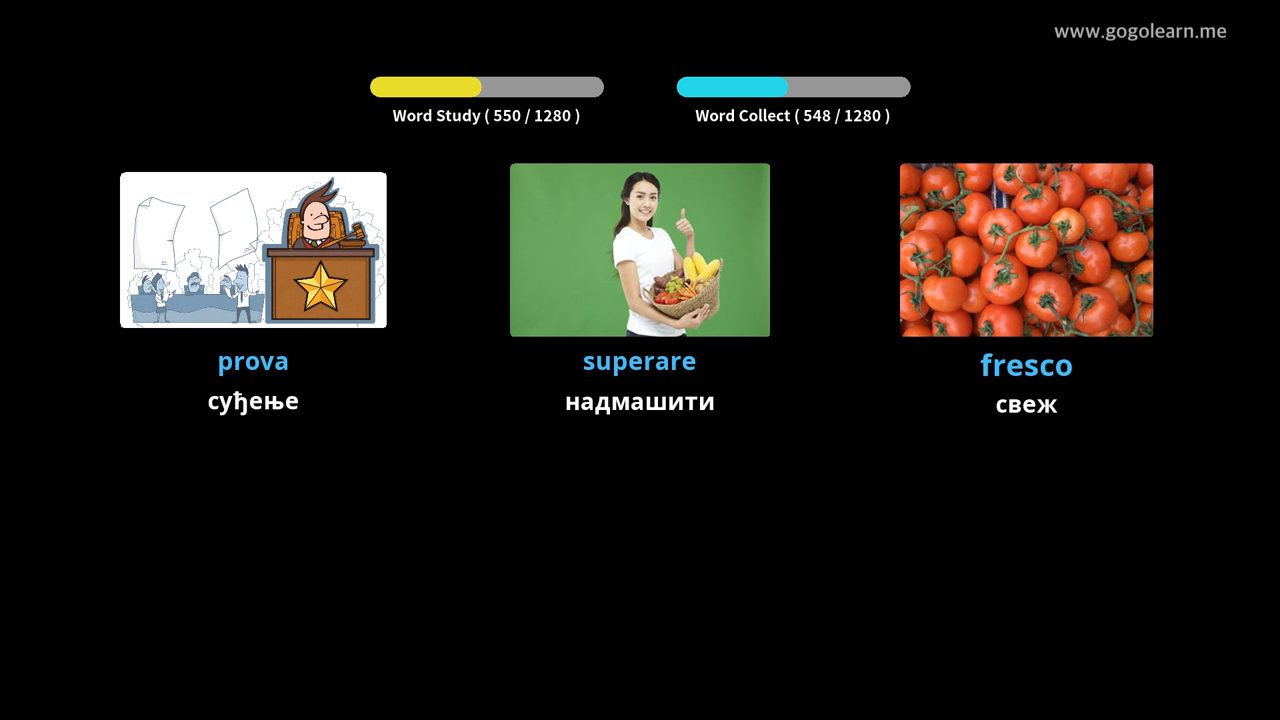 www.gogolearn.me
Word Study ( 550 / 1280 )
Word Collect ( 548 / 1280 )
prova
суђење
superare
надмашити
fresco
свеж